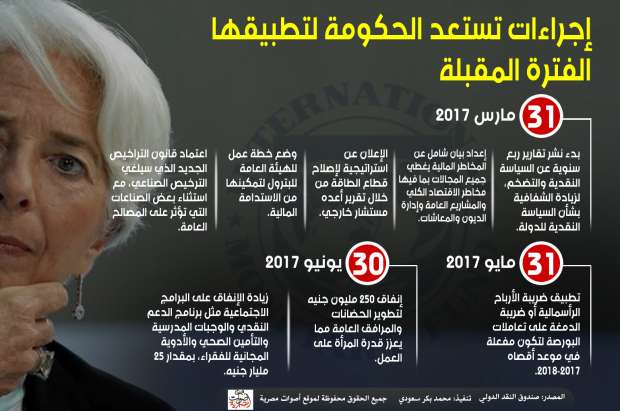 إجراءات تستعد الحكومة لتطبيقها
الفترة المقبلة
31 مارس 2017
بدء نشر تقارير ربع
سنوية عن السياسة
النقدية والتضخم،
لزيادة الشفافية
بشأن السياسة
النقدية للدولة.
إعداد بيان شامل عن
المخاطر المالية يغطي
جميع المجالات بما فيها
مخاطر الاقتصاد الكلي
والمشاريع العامة وإدارة
الديون والمعاشات.
الإعلان عن
استراتيجية لإصلاح
قطاع الطاقة من
خلال تقرير أعده
مستشار خارجي.
وضع خطة عمل
للهيئة العامة
للبترول لتمكينها
من الاستدامة
المالية.
اعتماد قانون التراخيص
الجديد الذي سيلغي
الترخيص الصناعي، مع
استثناء بعض الصناعات
التي تؤثر على المصالح
العامة.
31 مايو 2017
تطبيق ضريبة الأرباح
الرأسمالية أو ضريبة
الدمغة على تعاملات
البورصة لتكون مفعلة
في موعد أقصاه
2017-2018.
30 يونيو 2017
إنفاق 250 مليون جنيه
لتطوير الحضانات
والمرافق العامة مما
يعزز قدرة المرأة على
العمل.
زيادة الإنفاق على البرامج
الاجتماعية مثل برنامج الدعم
النقدي والوجبات المدرسية
والتأمين الصحي والأدوية
المجانية للفقراء، بمقدار 25
مليار جنيه.
المصدر: صندوق النقد الدولي تنفيذ: محمد بكر سعودي جميع الحقوق محفوظة لموقع أصوات مصرية